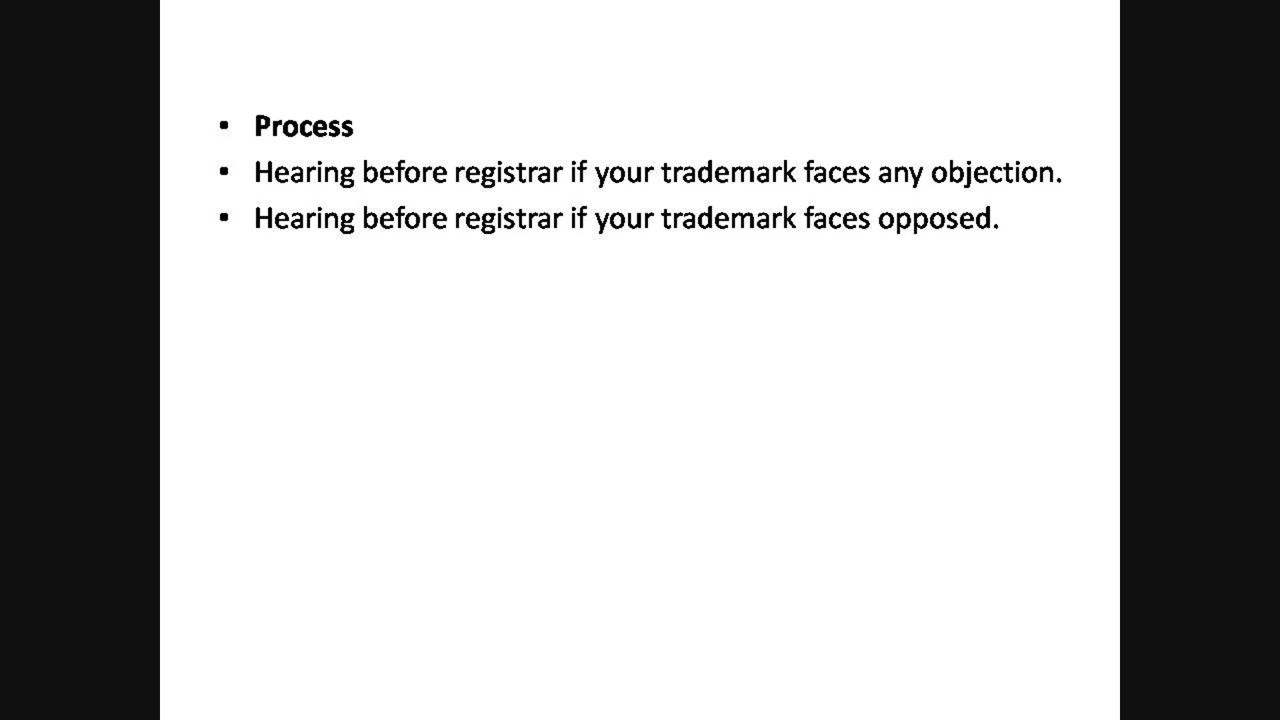 • Process
• Hearing before registrar if your trademark faces any objection.
• Hearing before registrar if your trademark faces opposed.